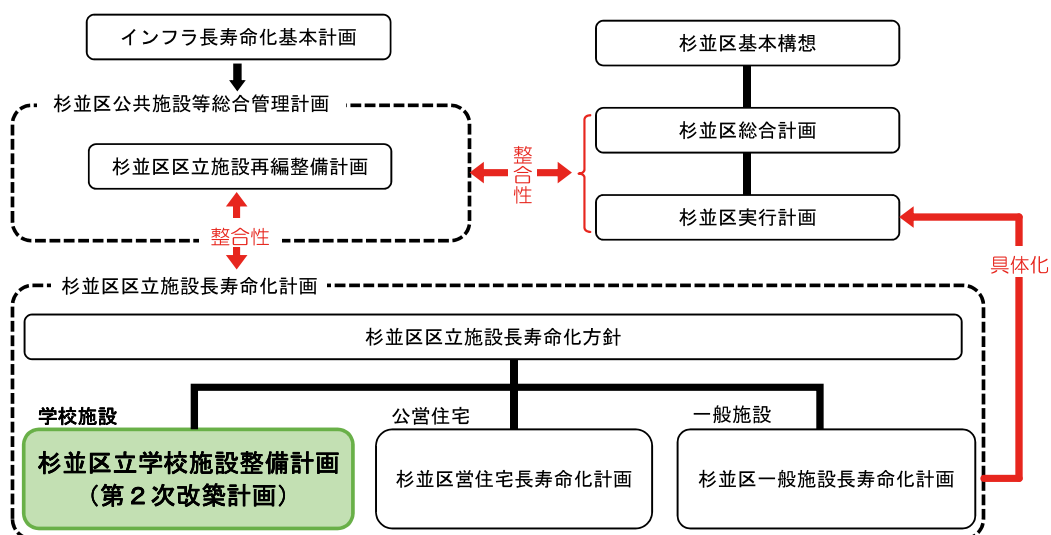 インフラ長寿命化基本計画
杉並区公共施設等総合管理計画
杉並区区立施設再編整備計画
整合性
整合性
杉並区基本構想
杉並区総合計画
杉並区実行計画
具体化
杉並区区立施設長寿命化計画
杉並区区立施設長寿命化方針
学校施設
杉並区立学校施設整備計画
（第２次改築計画）
公営住宅
杉並区営住宅長寿命化計画
一般施設
杉並区一般施設長寿命化計画